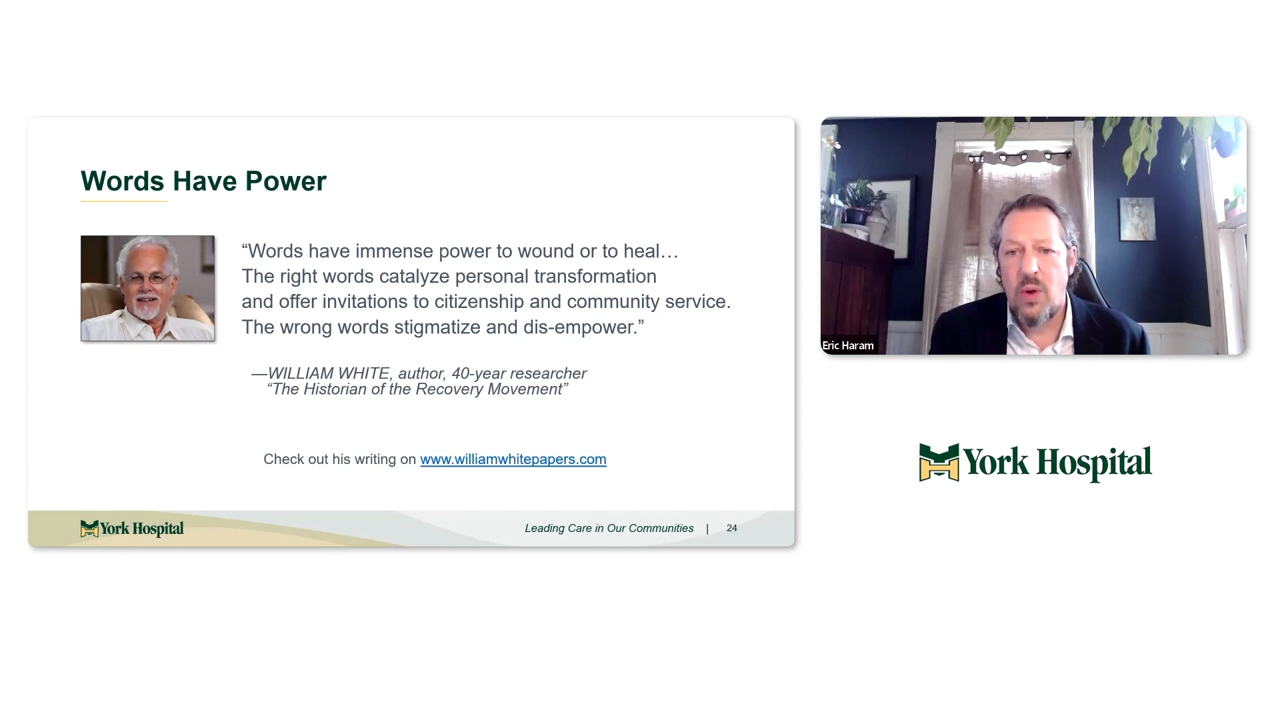 Words Have Power
“Words have immense power to wound or to heal…
The right words catalyze personal transformation
and offer invitations to citizenship and community service.
The wrong words stigmatize and dis-empower.”
—WILLIAM WHITE, author, 40-year researcher
“The Historian of the Recovery Movement”
Check out his writing on www.williamwhitepapers.com
York Hospital
Leading Care in Our Communities | 24
Eric Haram
York Hospital